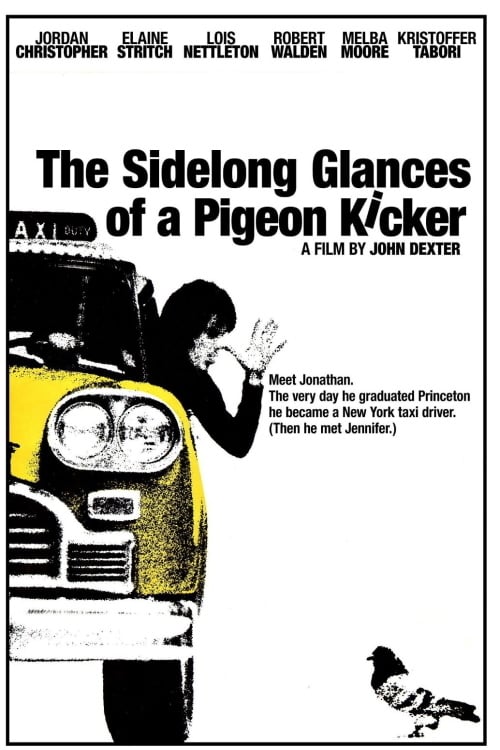 JORDAN CHRISTOPHER
ELAINE STRITCH
LOIS NETTLETON
ROBERT WALDEN
MELBA MOORE
KRISTOFFER TABORI
The Sidelong Glances
of a Pigeon Kicker
A FILM BY JOHN DEXTER
AXI DUTY
Meet Jonathan.
The very day he graduated Princeton
he became a New York taxi driver.
(Then he met Jennifer.)